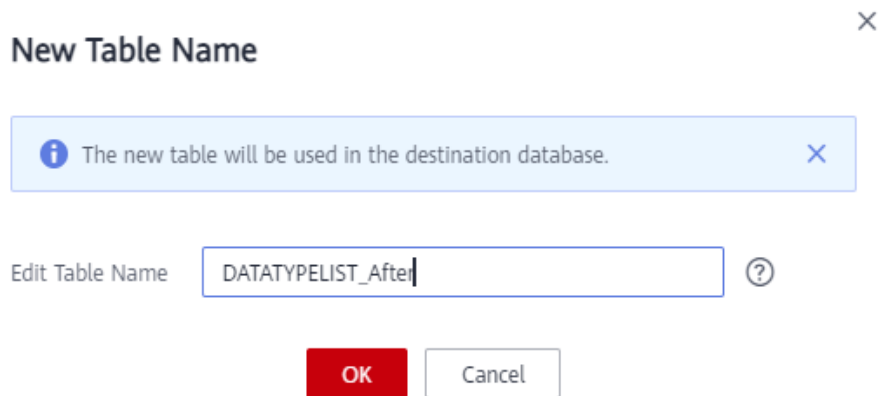 New Table Name
The new table will be used in the destination database.
Edit Table Name DATATYPELIST_After
OK Cancel